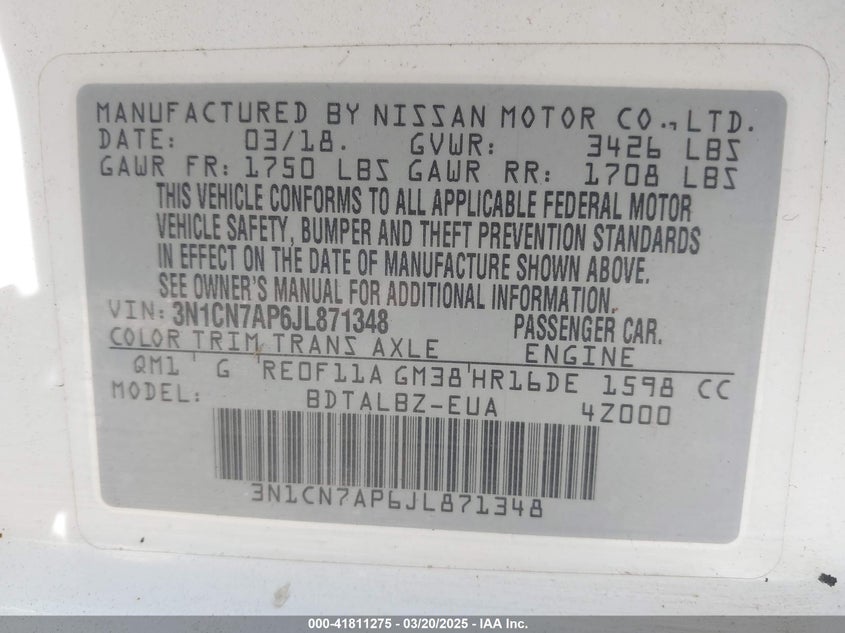 MANUFACTURED BY NISSAN MOTOR CO., LTD.
DATE: 03/18. GVWR: 3426 LBS
GAWR FR: 1750 LBS GAWR RR: 1708 LBS
THIS VEHICLE CONFORMS TO ALL APPLICABLE FEDERAL MOTOR
VEHICLE SAFETY, BUMPER AND THEFT PREVENTION STANDARDS
IN EFFECT ON THE DATE OF MANUFACTURE SHOWN ABOVE.
SEE OWNER'S MANUAL FOR ADDITIONAL INFORMATION.
VIN: 3N1CN7AP6JL871348 PASSENGER CAR.
COLOR TRIM TRANS AXLE ENGINE
QM1 ' G ' RE0F11A GM38 ' HR16DE 1598 CC
MODEL: BDTALBZ-EUA 4Z000
3N1CN7AP6JL871348
000-41811275 - 03/20/2025 - IAA Inc.